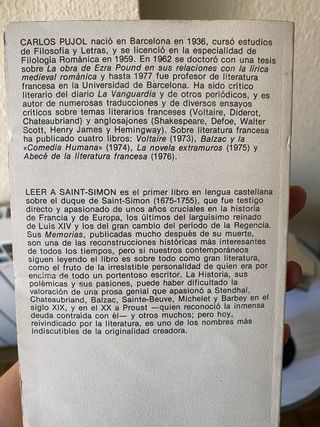 CARLOS PUJOL nació en Barcelona en 1936, cursó estudios
de Filosofía y Letras, y se licenció en la especialidad de
Filología Románica en 1959. En 1962 se doctoró con una tesis
sobre La obra de Ezra Pound en sus relaciones con la lírica
medieval románica y hasta 1977 fue profesor de literatura
francesa en la Universidad de Barcelona. Ha sido crítico
literario del diario La Vanguardia y de otros periódicos, y es
autor de numerosas traducciones y de diversos ensayos
críticos sobre temas literarios franceses (Voltaire, Diderot,
Chateaubriand) y anglosajones (Shakespeare, Defoe, Walter
Scott, Henry James y Hemingway). Sobre literatura francesa
ha publicado cuatro libros: Voltaire (1973), Balzac y la
«Comedia Humana» (1974), La novela extramuros (1975) y
Abecé de la literatura francesa (1976).
LEER A SAINT-SIMON es el primer libro en lengua castellana
sobre el duque de Saint-Simon (1675-1755), que fue testigo
directo y apasionado de unos años cruciales en la historia
de Francia y de Europa, los últimos del larguísimo reinado
de Luis XIV y los del gran cambio del período de la Regencia.
Sus Memorias, publicadas mucho después de su muerte,
son una de las reconstrucciones históricas más interesantes
de todos los tiempos, pero si nuestros contemporáneos
siguen leyendo el libro es sobre todo como gran literatura,
como el fruto de la irresistible personalidad de quien era por
encima de todo un portentoso escritor. La Historia, sus
polémicas y sus pasiones, puede haber dificultado la
valoración de una prosa genial que apasionó a Stendhal,
Chateaubriand, Balzac, Sainte-Beuve, Michelet y Barbey en el
siglo XIX, y en el XX a Proust —quien reconoció la inmensa
deuda contraída con él— y otros muchos; pero hoy,
reivindicado por la literatura, es uno de los nombres más
indiscutibles de la originalidad creadora.